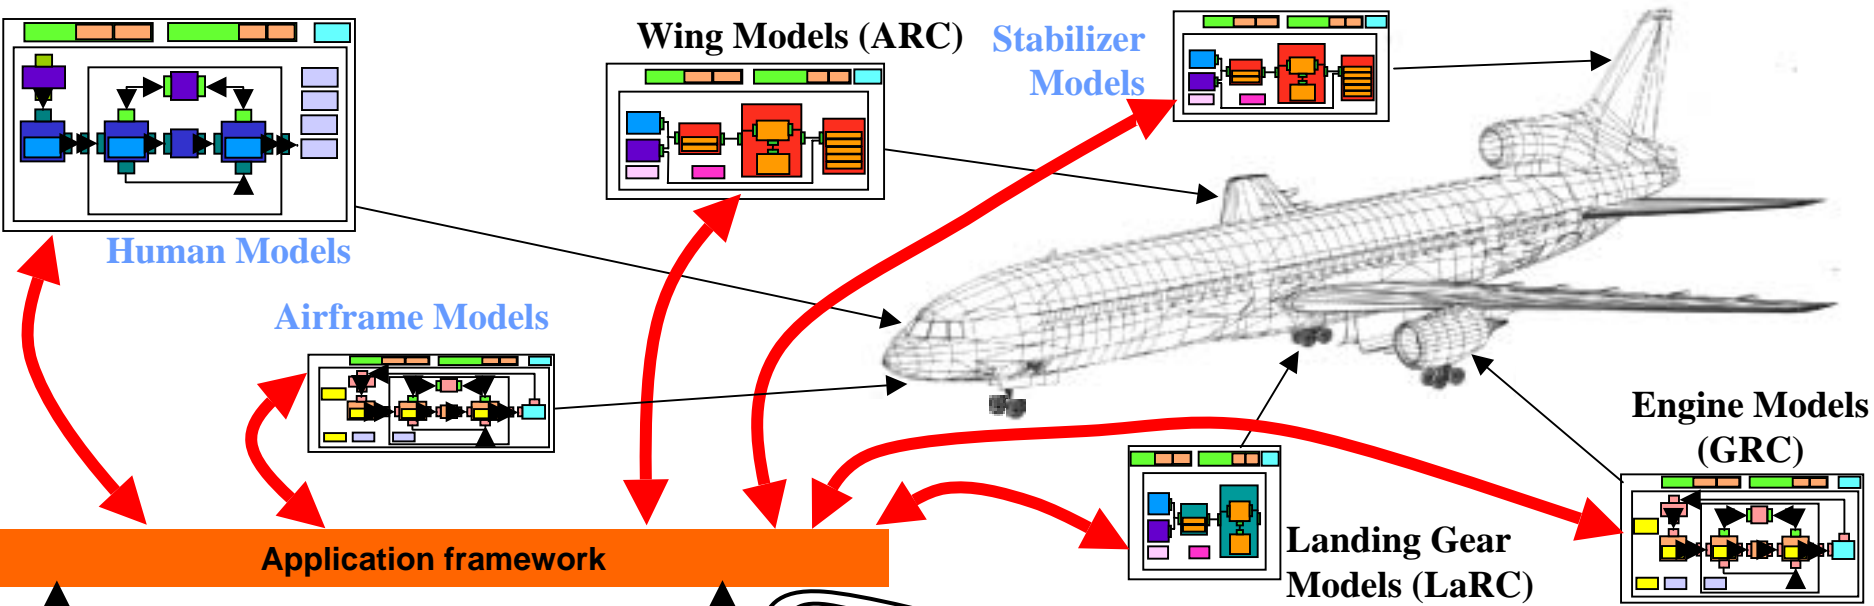 Wing Models (ARC)
Stabilizer
Models
Human Models
Airframe Models
Engine Models
(GRC)
Landing Gear
Models (LaRC)
Application framework